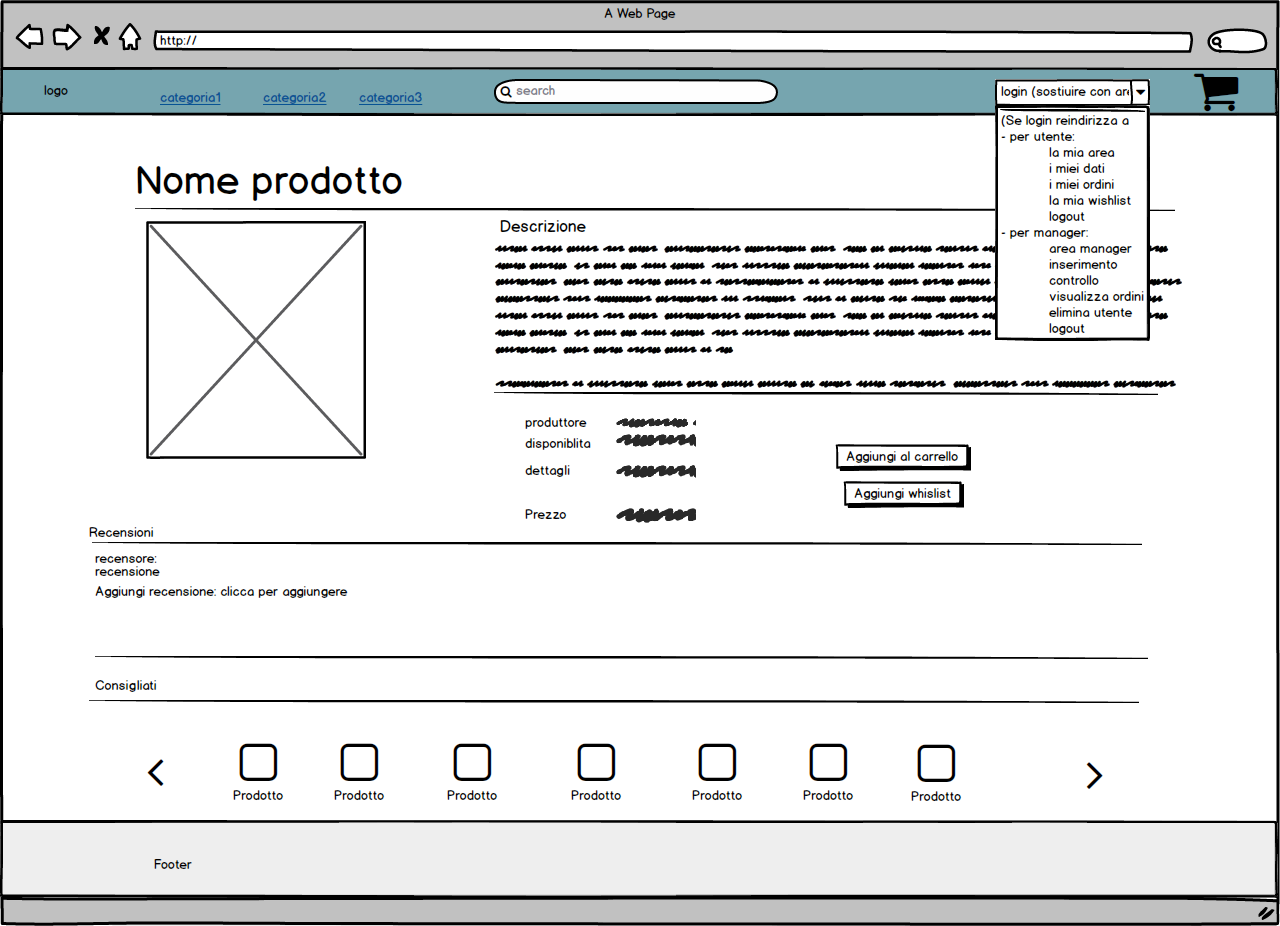 A Web Page
http://
logo
categoria1
categoria2
categoria3
search
login (sostiuire con are
(Se login reindirizza a
- per utente:
la mia area
i miei dati
i miei ordini
la mia wishlist
logout
- per manager:
area manager
inserimento
controllo
visualizza ordini
elimina utente
logout
Nome prodotto
Descrizione
produttore
disponiblita
dettagli
Prezzo
Aggiungi al carrello
Aggiungi whislist
Recensioni
recensore:
recensione
Aggiungi recensione: clicca per aggiungere
Consigliati
Prodotto
Prodotto
Prodotto
Prodotto
Prodotto
Prodotto
Prodotto
Footer